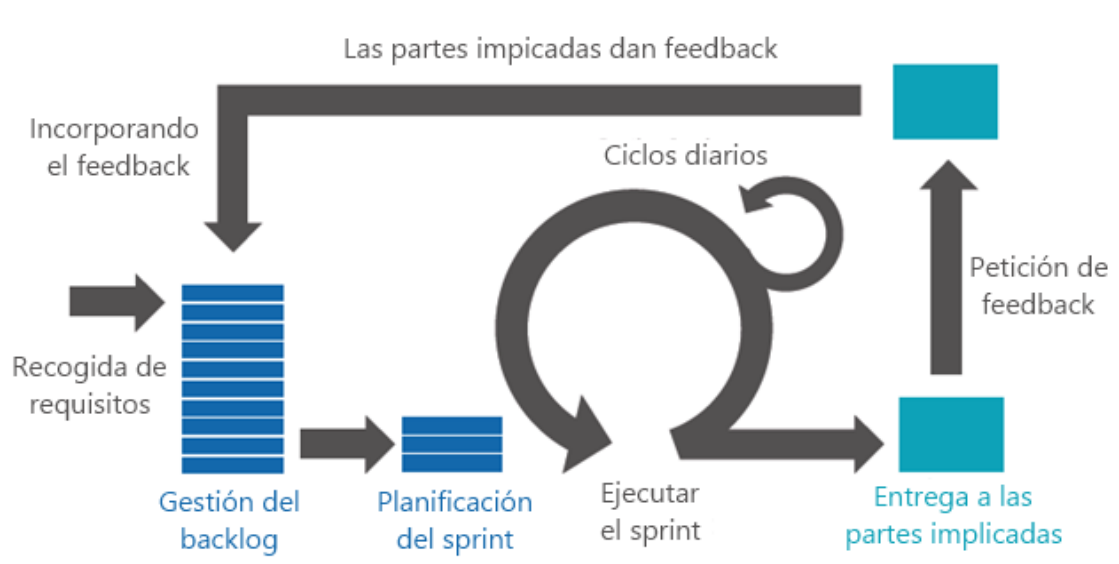 Las partes impicadas dan feedback
Incorporando
el feedback
Ciclos diarios
Petición de
feedback
Recogida de
requisitos
Gestión del
backlog
Planificación
del sprint
Ejecutar
el sprint
Entrega a las
partes implicadas